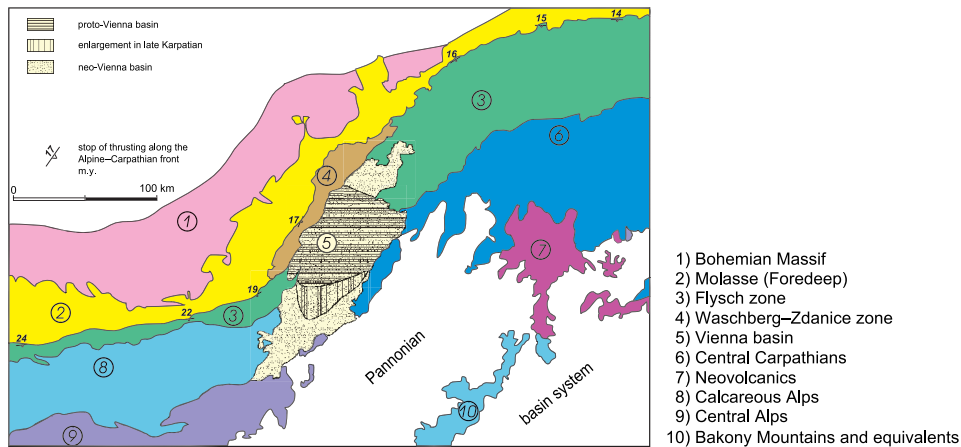 proto-Vienna basin
enlargement in late Karpatian
neo-Vienna basin
stop of thrusting along the
Alpine–Carpathian front
m.y.
0 100 km
14
15
16
3
6
4
17
1
5
7
19
2
22
3
24
8
9
10
Pannonian
basin system
1) Bohemian Massif
2) Molasse (Foredeep)
3) Flysch zone
4) Waschberg–Zdanice zone
5) Vienna basin
6) Central Carpathians
7) Neovolcanics
8) Calcareous Alps
9) Central Alps
10) Bakony Mountains and equivalents